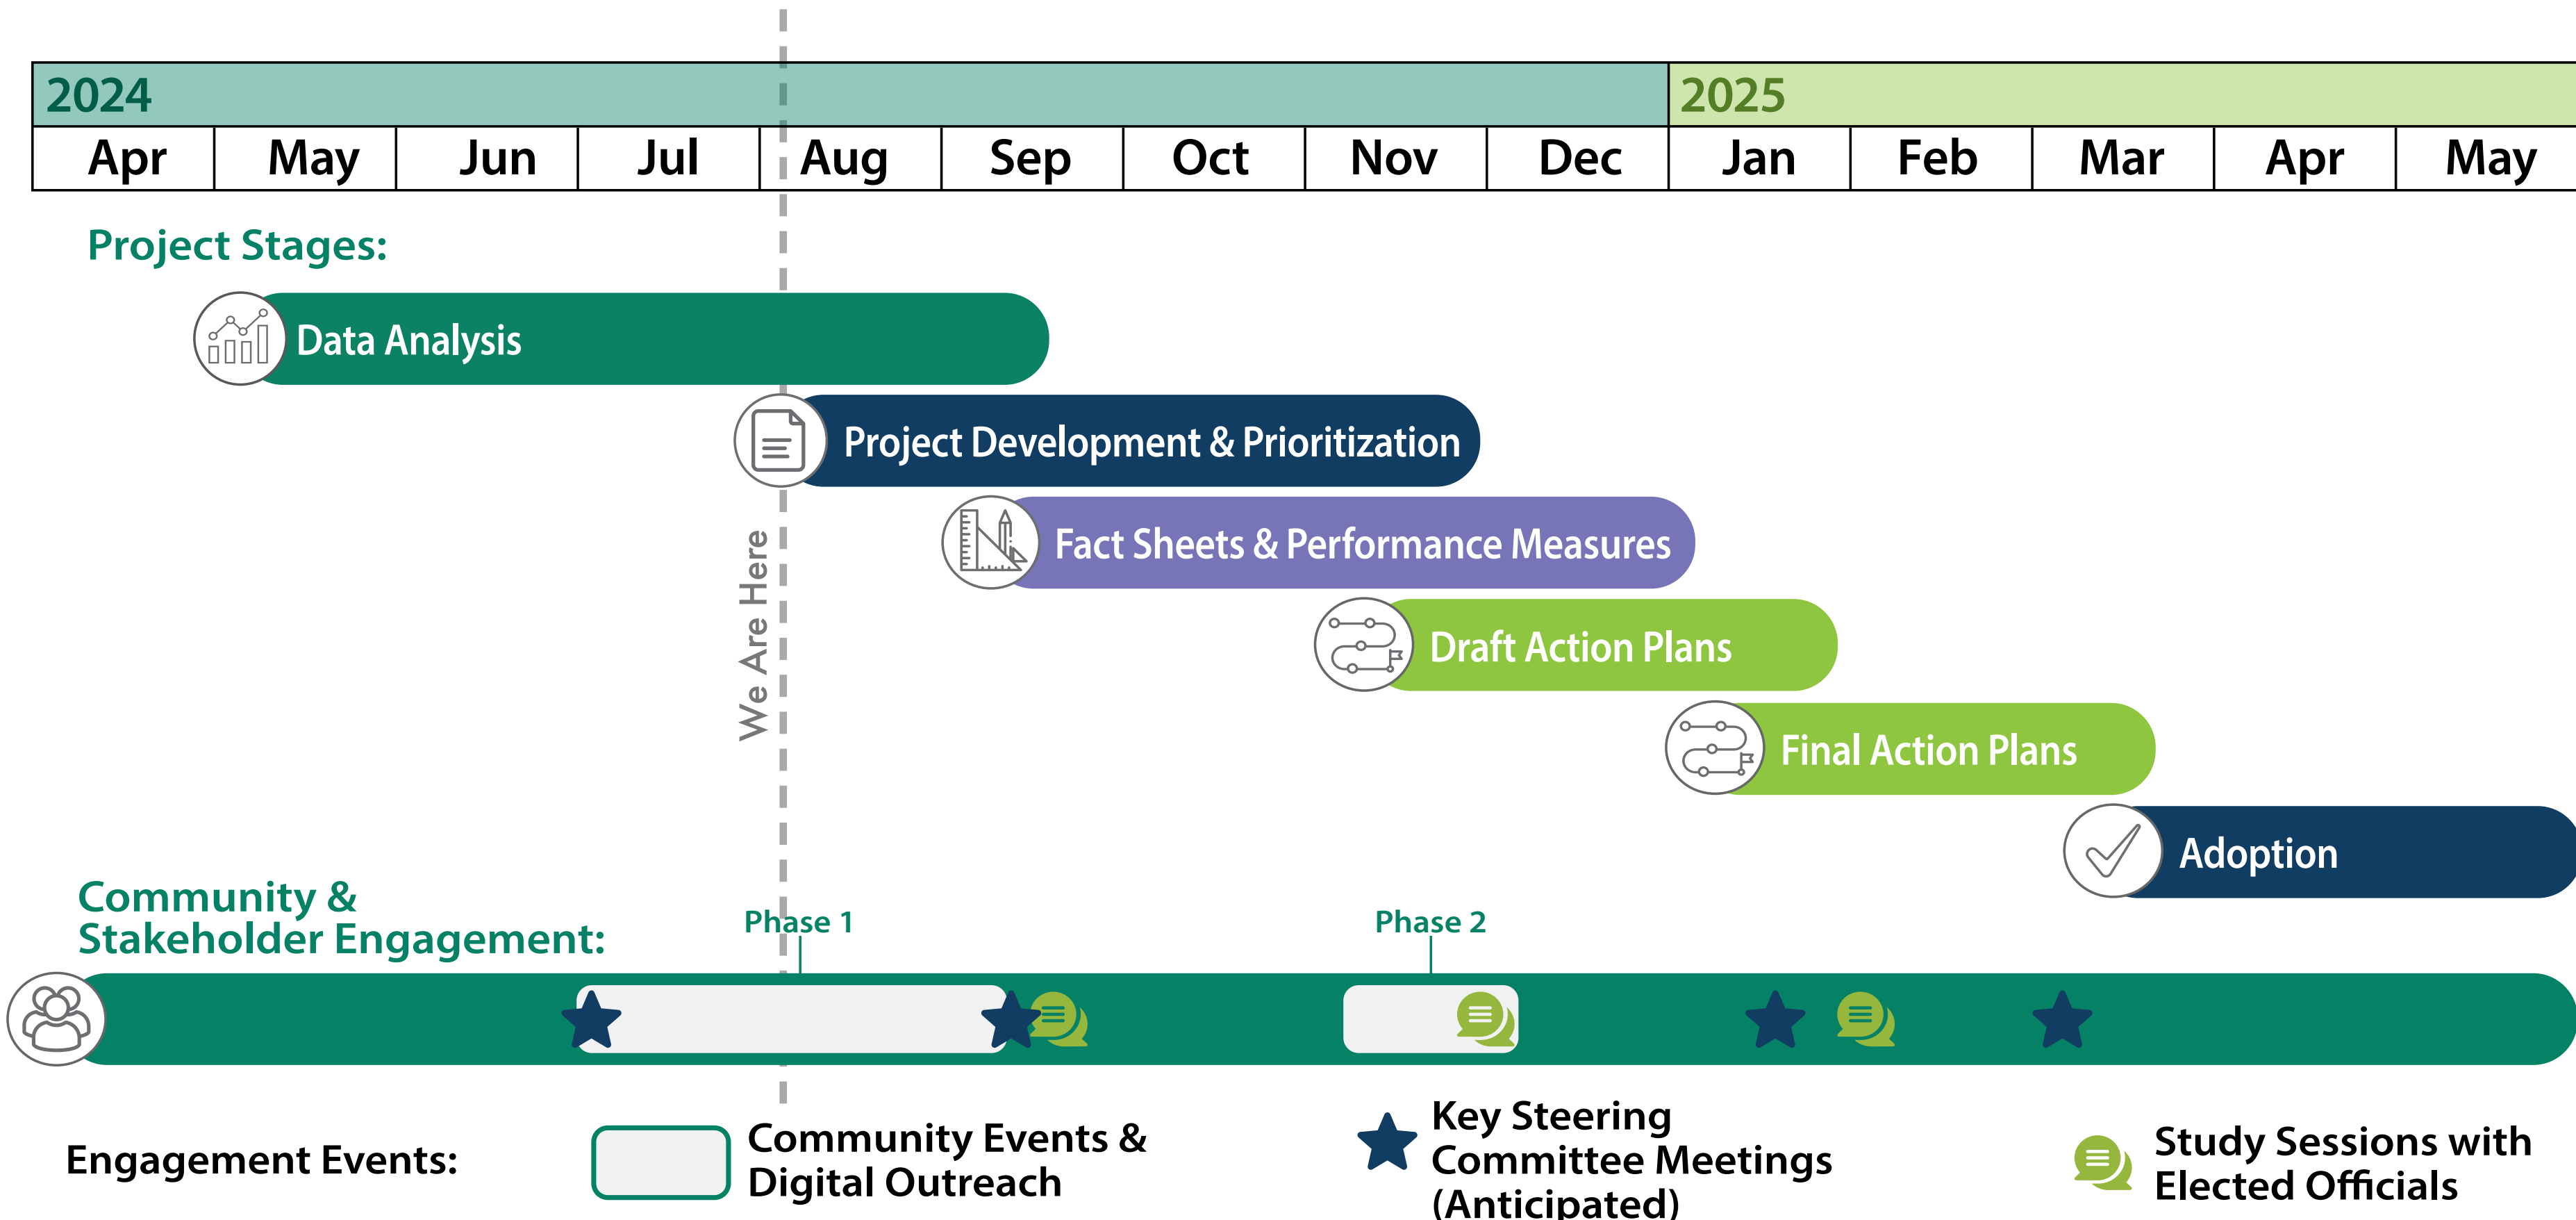 2024
2025
Apr May Jun Jul Aug Sep Oct Nov Dec Jan Feb Mar Apr May
Project Stages:
Data Analysis
Project Development & Prioritization
Fact Sheets & Performance Measures
We Are Here
Draft Action Plans
Final Action Plans
Adoption
Community &
Stakeholder Engagement:
Phase 1
Phase 2
Engagement Events:
Community Events &
Digital Outreach
Key Steering
Committee Meetings
(Anticipated)
Study Sessions with
Elected Officials